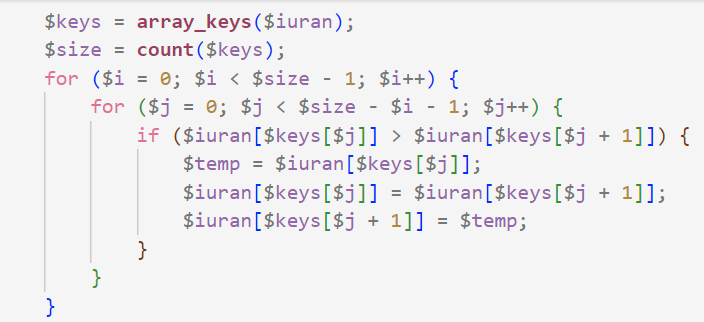 $keys = array_keys($iuran);
$size = count($keys);
for ($i = 0; $i < $size - 1; $i++) {
    for ($j = 0; $j < $size - $i - 1; $j++) {
        if ($iuran[$keys[$j]] > $iuran[$keys[$j + 1]]) {
            $temp = $iuran[$keys[$j]];
            $iuran[$keys[$j]] = $iuran[$keys[$j + 1]];
            $iuran[$keys[$j + 1]] = $temp;
        }
    }
}